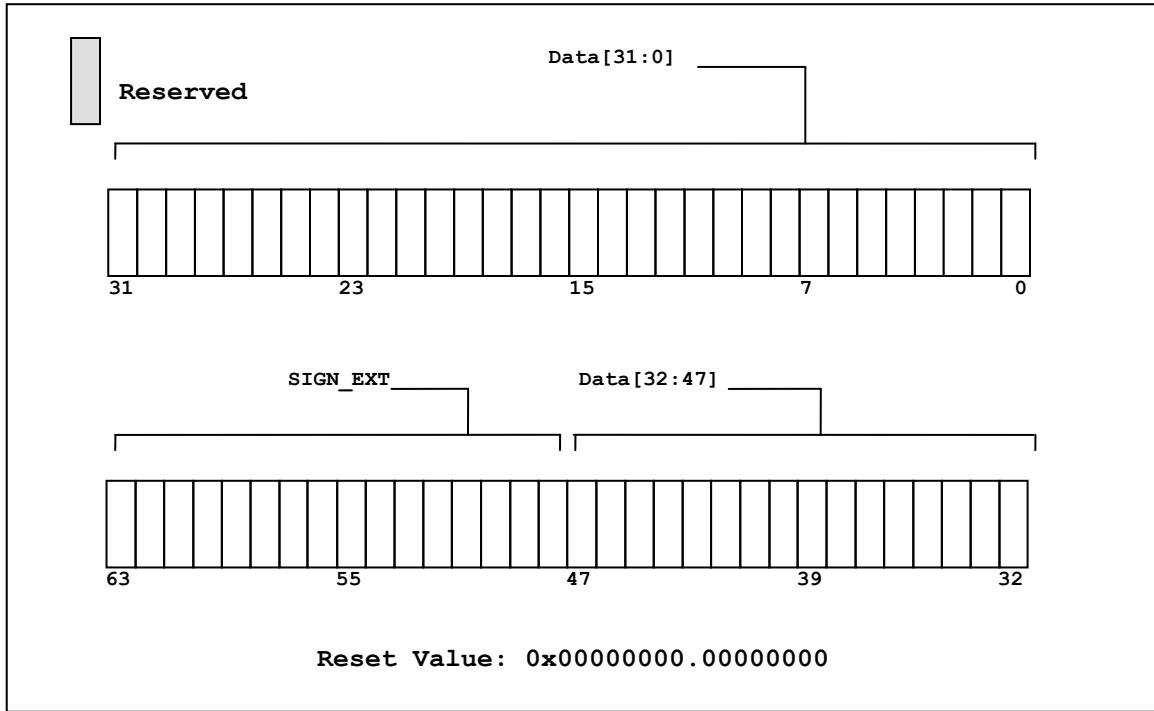 Data[31:0]
Reserved
31 23 15 7 0
SIGN_EXT Data[32:47]
63 55 47 39 32
Reset Value: 0x00000000.00000000